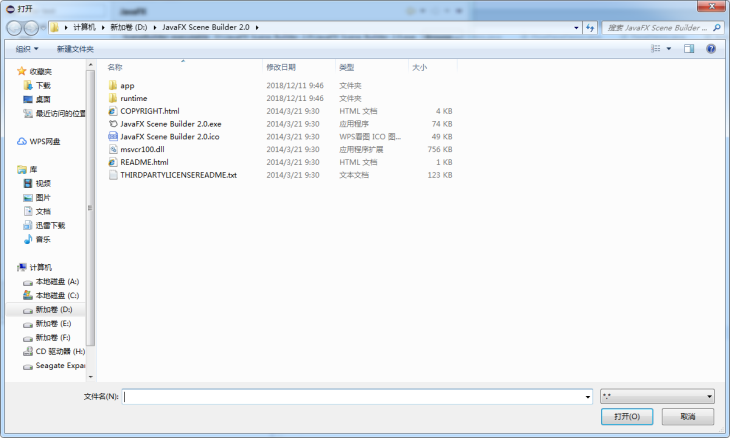 打开
计算机 ▸ 新加卷 (D:) ▸ JavaFX Scene Builder 2.0 ▸
搜索 JavaFX Scene Builder ...
组织 新建文件夹
名称 修改日期 类型 大小
收藏夹
下载
桌面
最近访问的位置
WPS网盘
库
视频
图片
文档
迅雷下载
音乐
计算机
本地磁盘 (A:)
本地磁盘 (C:)
新加卷 (D:)
新加卷 (E:)
新加卷 (F:)
CD 驱动器 (H:)
Seagate Expa
app 2018/12/11 9:46 文件夹
runtime 2018/12/11 9:46 文件夹
COPYRIGHT.html 2014/3/21 9:30 HTML 文档 4 KB
JavaFX Scene Builder 2.0.exe 2014/3/21 9:30 应用程序 74 KB
JavaFX Scene Builder 2.0.ico 2014/3/21 9:30 WPS看图 ICO 图... 49 KB
msvcr100.dll 2014/3/21 9:30 应用程序扩展 756 KB
README.html 2014/3/21 9:30 HTML 文档 1 KB
THIRDPARTYLICENSEREADME.txt 2014/3/21 9:30 文本文档 123 KB
文件名(N):
*.*
打开(O) 取消